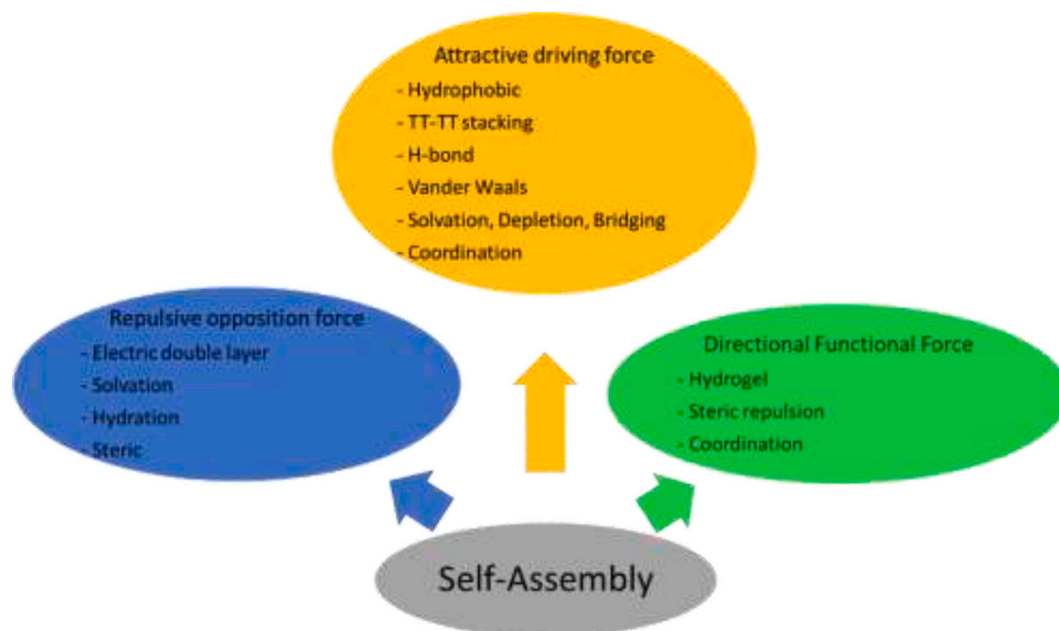 Attractive driving force
- Hydrophobic
- TT-TT stacking
- H-bond
- Vander Waals
- Solvation, Depletion, Bridging
- Coordination
Repulsive opposition force
- Electric double layer
- Solvation
- Hydration
- Steric
Directional Functional Force
- Hydrogel
- Steric repulsion
- Coordination
Self-Assembly